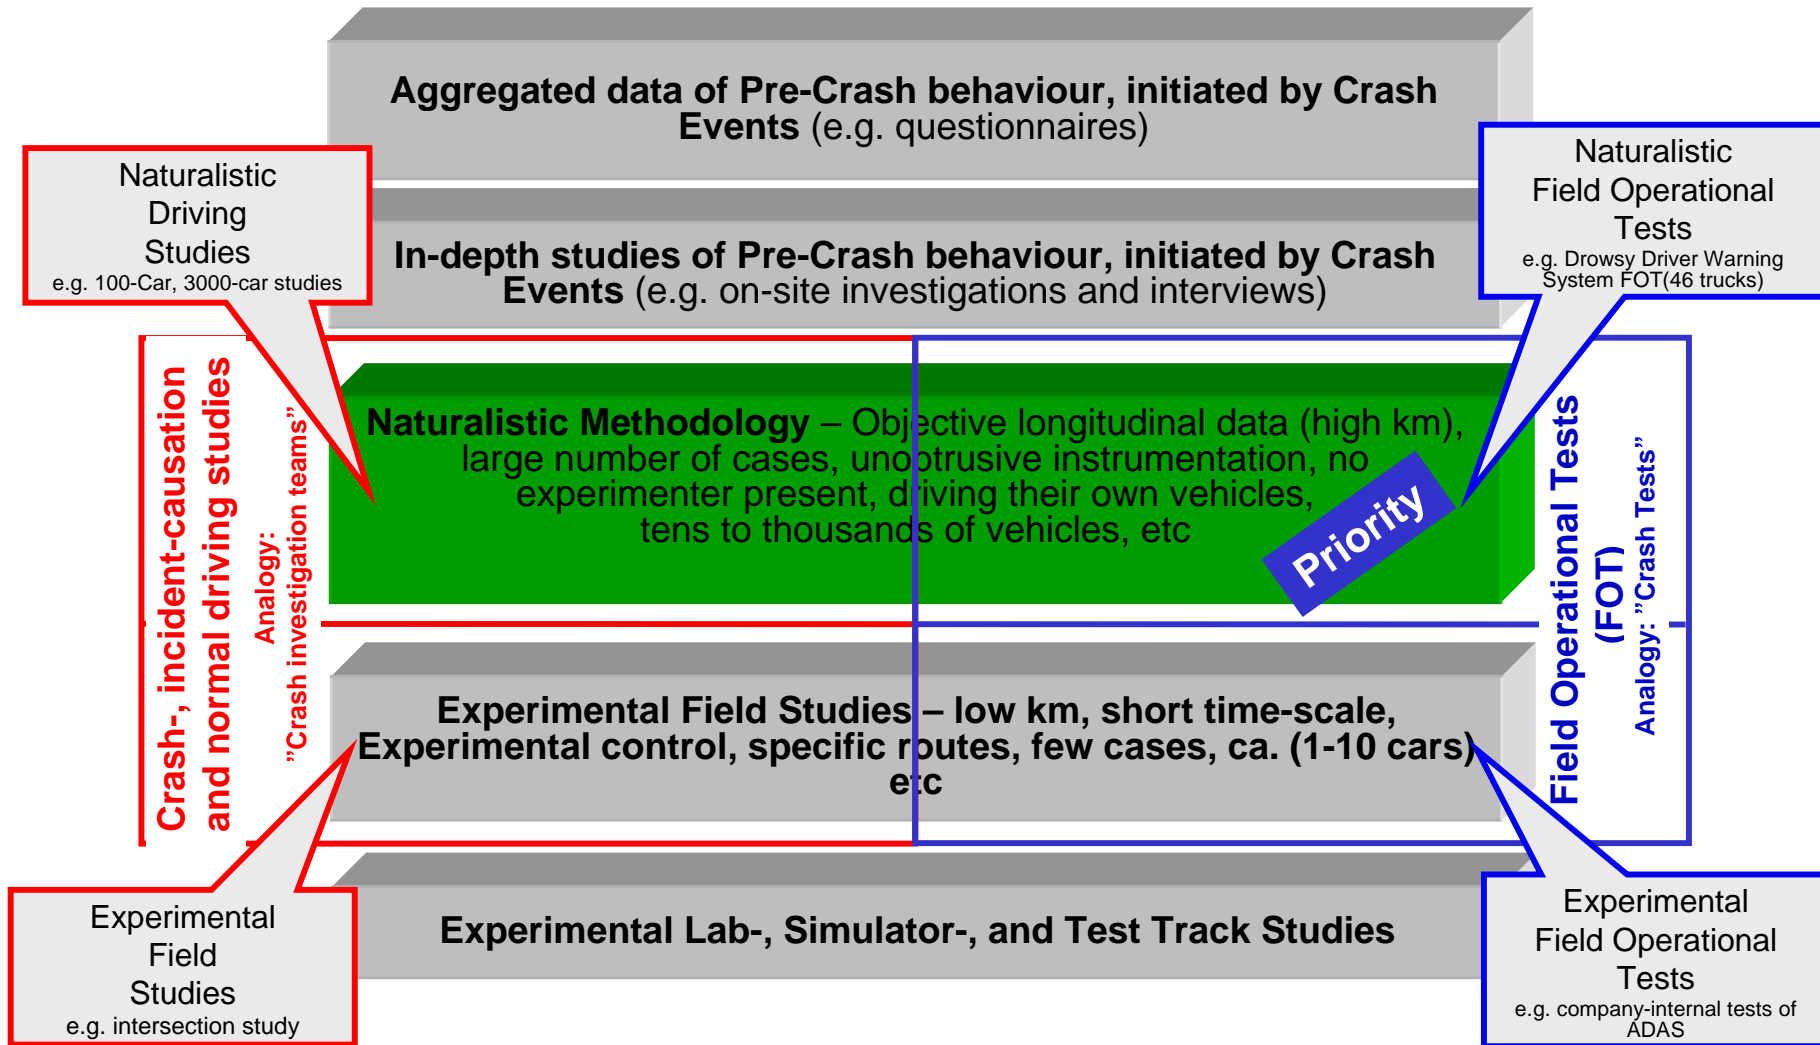 Aggregated data of Pre-Crash behaviour, initiated by Crash
Events (e.g. questionnaires)
Naturalistic
Driving
Studies
e.g. 100-Car, 3000-car studies
Naturalistic
Field Operational
Tests
e.g. Drowsy Driver Warning
System FOT(46 trucks)
In-depth studies of Pre-Crash behaviour, initiated by Crash
Events (e.g. on-site investigations and interviews)
Crash-, incident-causation
and normal driving studies
Analogy:
”Crash investigation teams”
Naturalistic Methodology – Objective longitudinal data (high km),
large number of cases, unobtrusive instrumentation, no
experimenter present, driving their own vehicles,
tens to thousands of vehicles, etc
Priority
Field Operational Tests
(FOT)
Analogy: ”Crash Tests”
Experimental Field Studies – low km, short time-scale,
Experimental control, specific routes, few cases, ca. (1-10 cars)
etc
Experimental
Field
Studies
e.g. intersection study
Experimental Lab-, Simulator-, and Test Track Studies
Experimental
Field Operational
Tests
e.g. company-internal tests of
ADAS